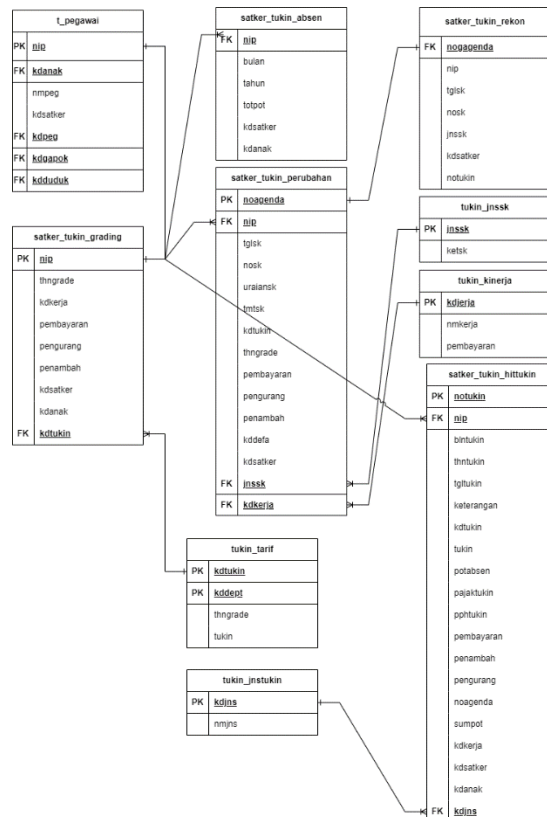 t_pegawai
PK nip
FK kdanak
nmpeg
kdsatker
FK kdpeg
FK kdgapok
FK kdduduk
satker_tukin_grading
PK nip
thngrade
kdkerja
pembayaran
pengurang
penambah
kdsatker
kdanak
FK kdtukin
satker_tukin_absen
FK nip
bulan
tahun
totpot
kdsatker
kdanak
satker_tukin_perubahan
PK noagenda
FK nip
tglsk
nosk
uraiansk
tmtsk
kdtukin
thngrade
pembayaran
pengurang
penambah
kddefa
kdsatker
FK jnssk
FK kdkerja
tukin_tarif
PK kdtukin
PK kddept
thngrade
tukin
tukin_jnstukin
PK kdjns
nmjns
satker_tukin_rekon
FK nogagenda
nip
tglsk
nosk
jnssk
kdsatker
notukin
tukin_jnssk
PK jnssk
ketsk
tukin_kinerja
PK kdjerja
nmkerja
pembayaran
satker_tukin_hittukin
PK notukin
FK nip
blntukin
thntukin
tgltukin
keterangan
kdtukin
tukin
potabsen
pajaktukin
pphtukin
pembayaran
penambah
pengurang
noagenda
sumpot
kdkerja
kdsatker
kdanak
FK kdjns